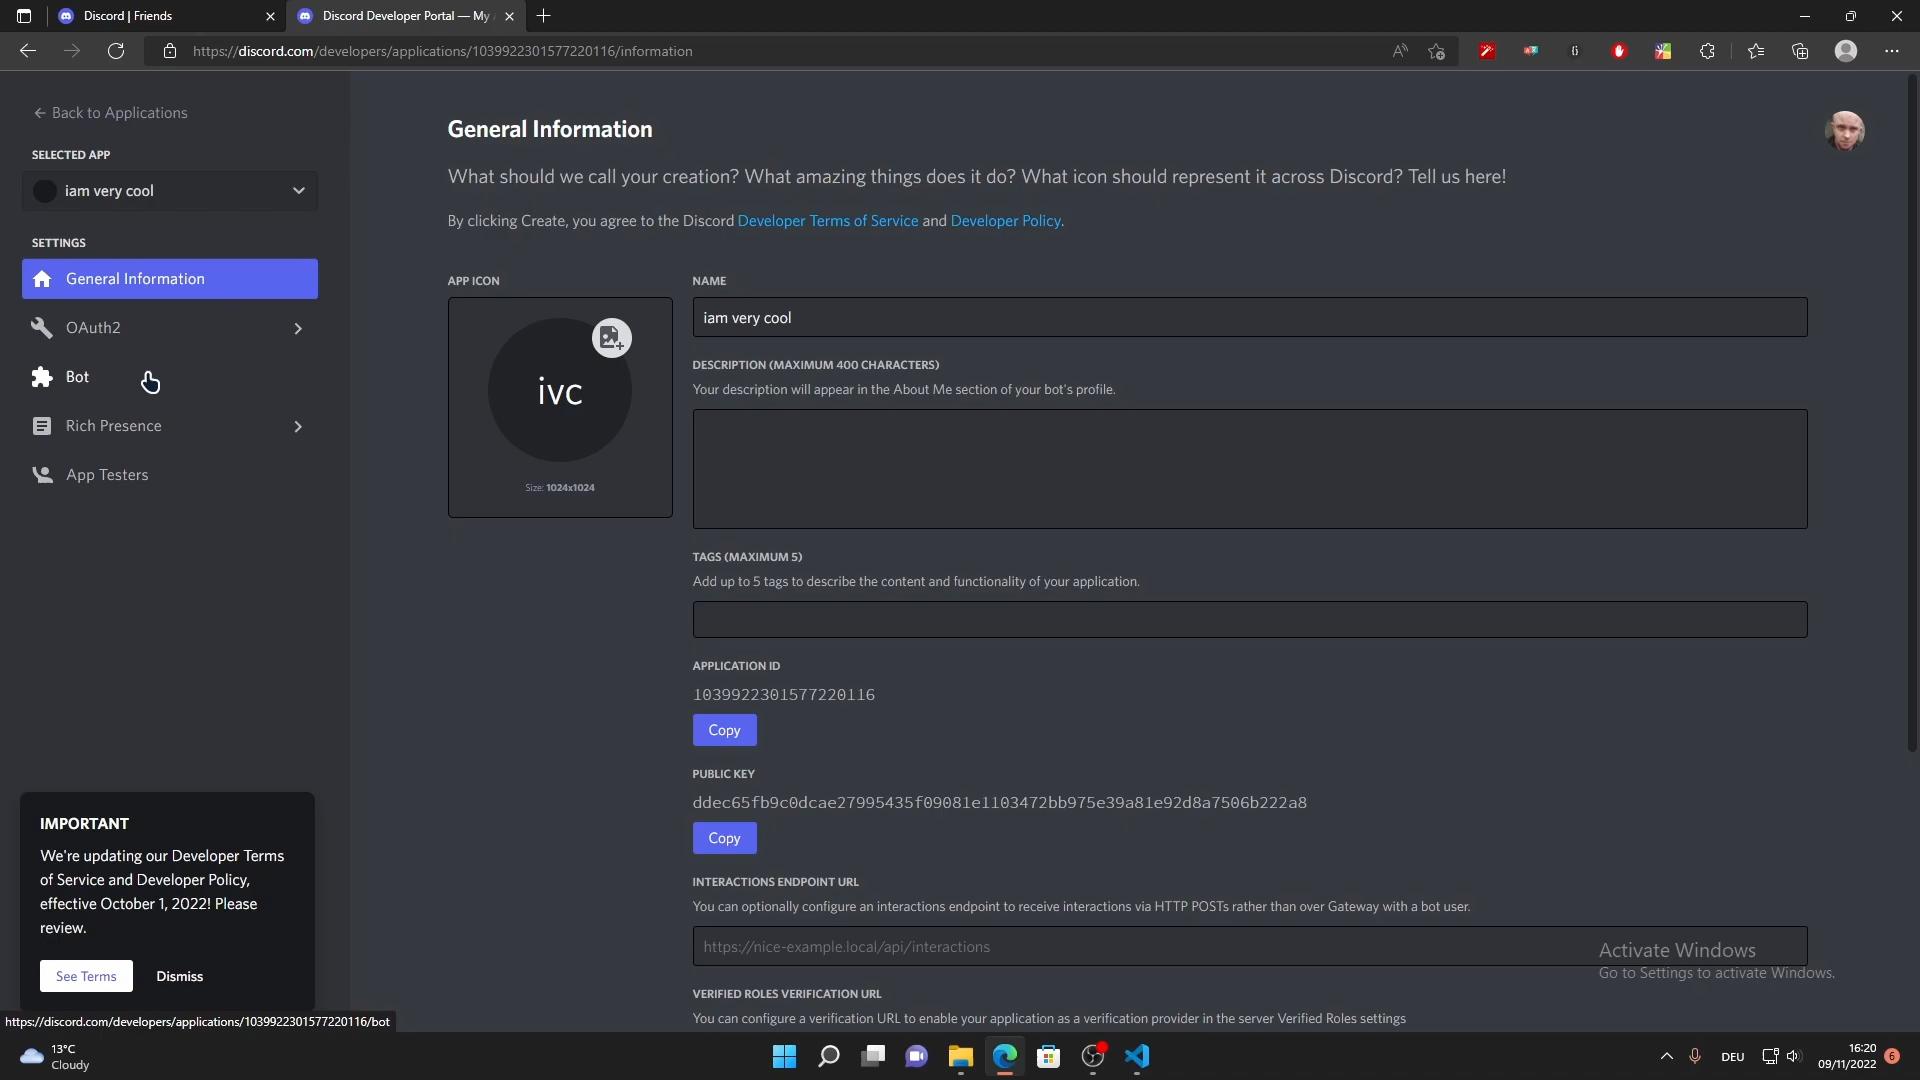 Discord | Friends
Discord Developer Portal — My
https://discord.com/developers/applications/1039922301577220116/information
Back to Applications
SELECTED APP
iam very cool
SETTINGS
General Information
OAuth2
Bot
Rich Presence
App Testers
General Information
What should we call your creation? What amazing things does it do? What icon should represent it across Discord? Tell us here!
By clicking Create, you agree to the Discord Developer Terms of Service and Developer Policy.
APP ICON
ivc
Size: 1024x1024
NAME
iam very cool
DESCRIPTION (MAXIMUM 400 CHARACTERS)
Your description will appear in the About Me section of your bot's profile.
TAGS (MAXIMUM 5)
Add up to 5 tags to describe the content and functionality of your application.
APPLICATION ID
1039922301577220116
Copy
PUBLIC KEY
ddec65fb9c0dcae27995435f09081e1103472bb975e39a81e92d8a7506b222a8
Copy
INTERACTIONS ENDPOINT URL
You can optionally configure an interactions endpoint to receive interactions via HTTP POSTs rather than over Gateway with a bot user.
https://nice-example.local/api/interactions
VERIFIED ROLES VERIFICATION URL
You can configure a verification URL to enable your application as a verification provider in the server Verified Roles settings
IMPORTANT
We're updating our Developer Terms
of Service and Developer Policy,
effective October 1, 2022! Please
review.
See Terms
Dismiss
https://discord.com/developers/applications/1039922301577220116/bot
Activate Windows
Go to Settings to activate Windows.
13°C
Cloudy
DEU
16:20
09/11/2022
6